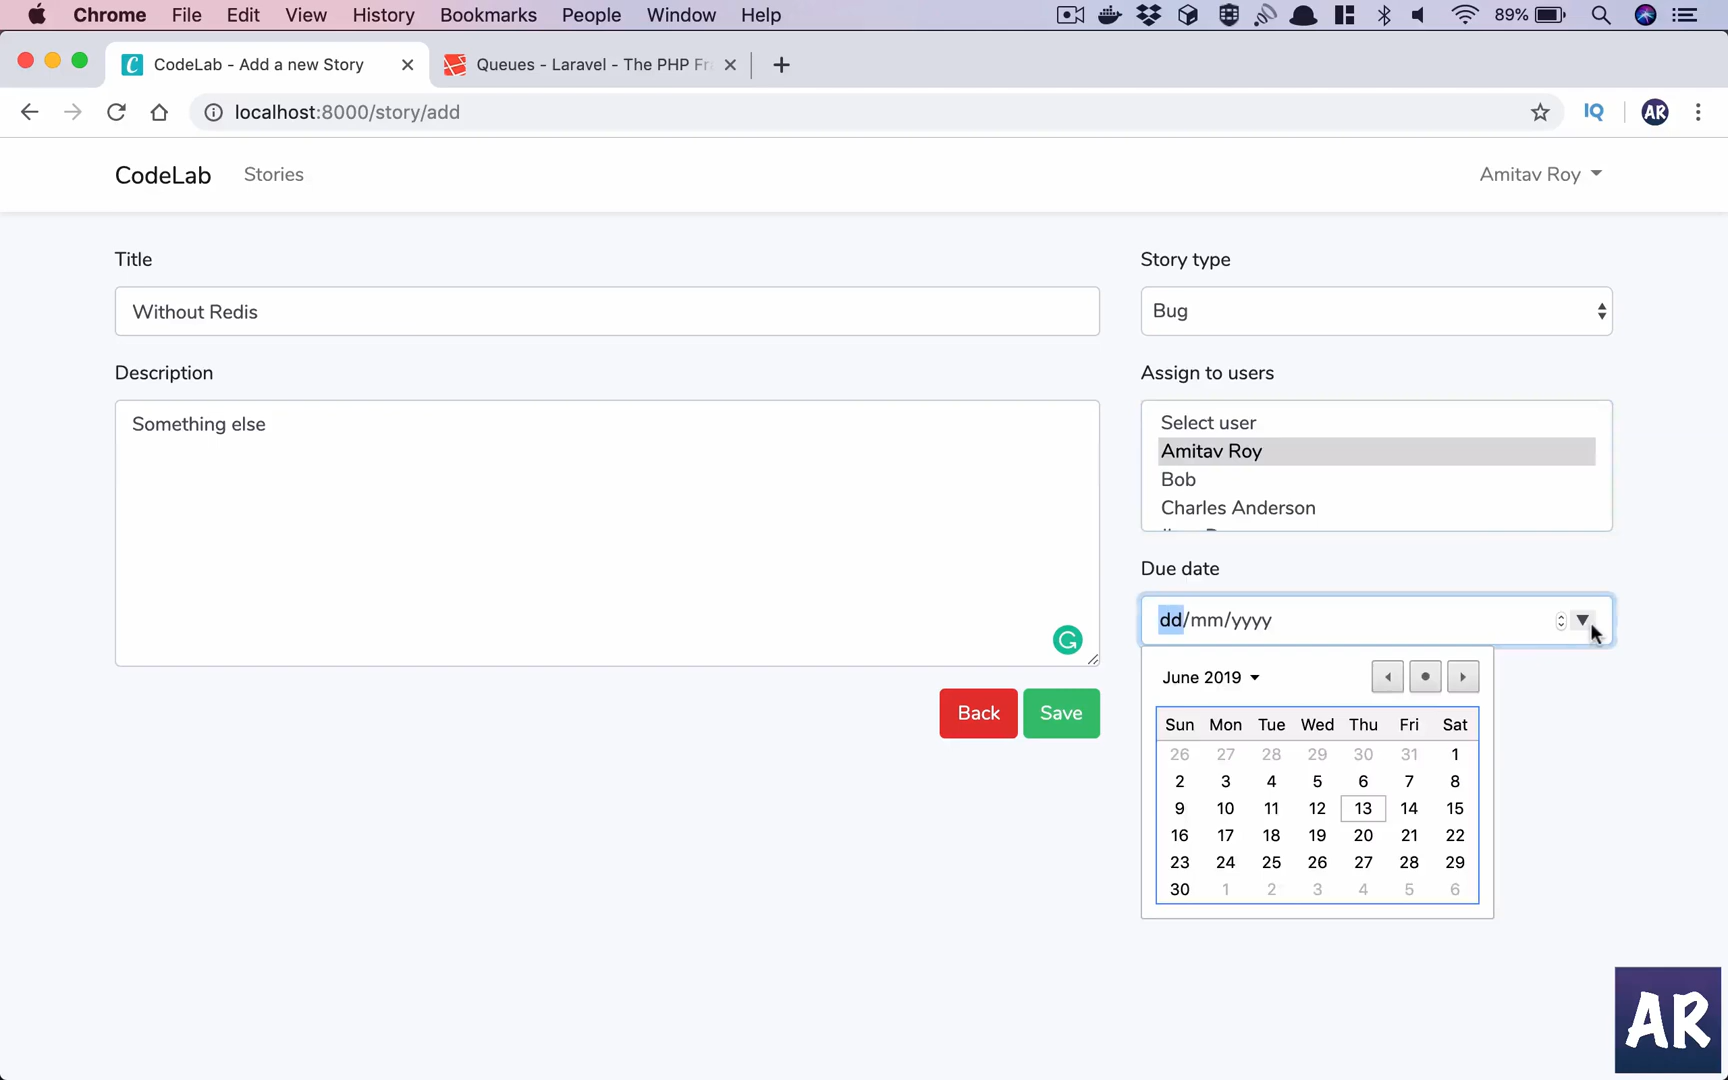 Chrome File Edit View History Bookmarks People Window Help 89%
CodeLab - Add a new Story
Queues - Laravel - The PHP Fr
localhost:8000/story/add
IQ
AR
CodeLab Stories Amitav Roy
Title
Without Redis
Description
Something else
Back Save
Story type
Bug
Assign to users
Select user
Amitav Roy
Bob
Charles Anderson
Due date
dd/mm/yyyy
June 2019
Sun Mon Tue Wed Thu Fri Sat
26 27 28 29 30 31 1
2 3 4 5 6 7 8
9 10 11 12 13 14 15
16 17 18 19 20 21 22
23 24 25 26 27 28 29
30 1 2 3 4 5 6
AR